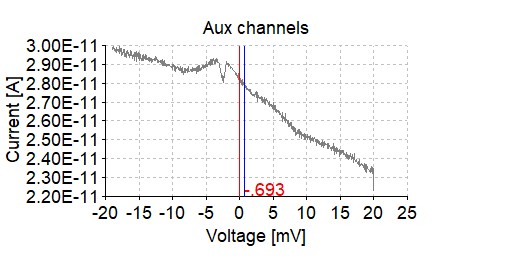 Aux channels
3.00E-11
2.90E-11
2.80E-11
2.70E-11
2.60E-11
2.50E-11
2.40E-11
2.30E-11
2.20E-11
Current [A]
-.693
-20 -15 -10 -5 0 5 10 15 20 25
Voltage [mV]